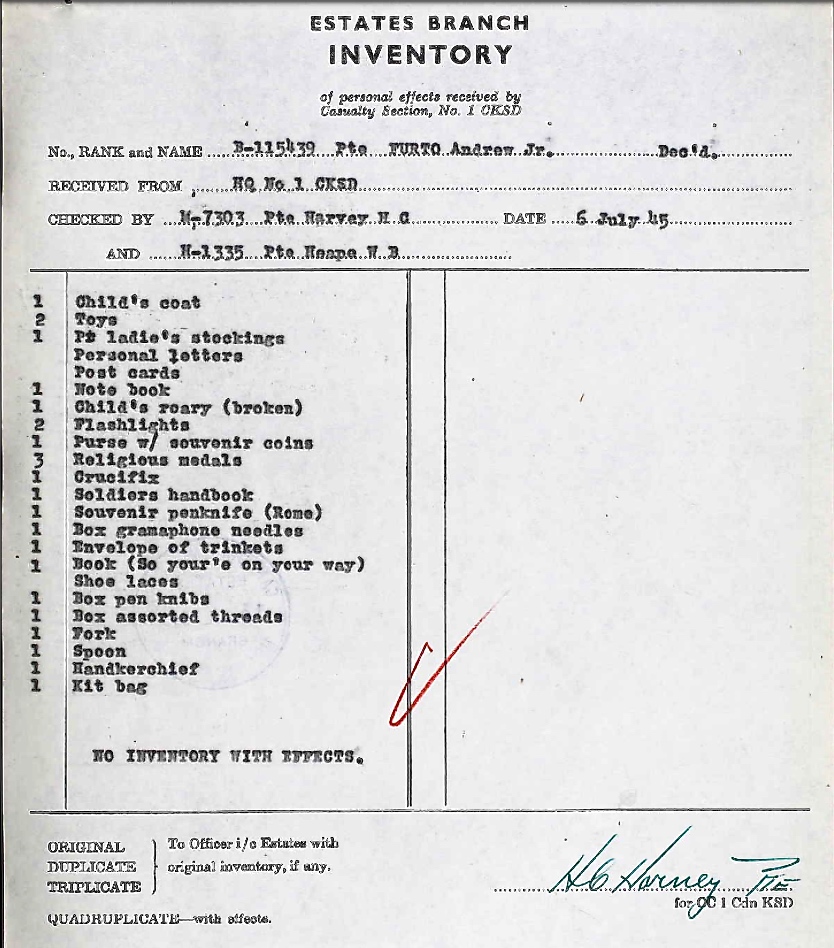 ESTATES BRANCH
INVENTORY
of personal effects received by
Casualty Section, No. 1 CKSD
No., RANK and NAME B-115439 Pte FURTO Andrew Jr. Dec'd.
RECEIVED FROM HQ No 1 CKSD
CHECKED BY M-7303 Pte Harvey H C DATE 6 July 45
AND H-1335 Pte Heape W B
1 Child's coat
2 Toys
1 Pr ladie's stockings
Personal letters
Post cards
1 Note book
1 Child's roary (broken)
2 Flashlights
1 Purse w/ souvenir coins
3 Religious medals
1 Crucifix
1 Soldiers handbook
1 Souvenir penknife (Rome)
1 Box gramaphone needles
1 Envelope of trinkets
1 Book (So your'e on your way)
Shoe laces
1 Box pen knibs
1 Box assorted threads
1 Fork
1 Spoon
1 Handkerchief
1 Kit bag
NO INVENTORY WITH EFFECTS.
ORIGINAL
DUPLICATE
TRIPLICATE
To Officer i/c Estates with
original inventory, if any.
QUADRUPLICATE—with effects.
HC Harvey Pte
for OC 1 Cdn KSD